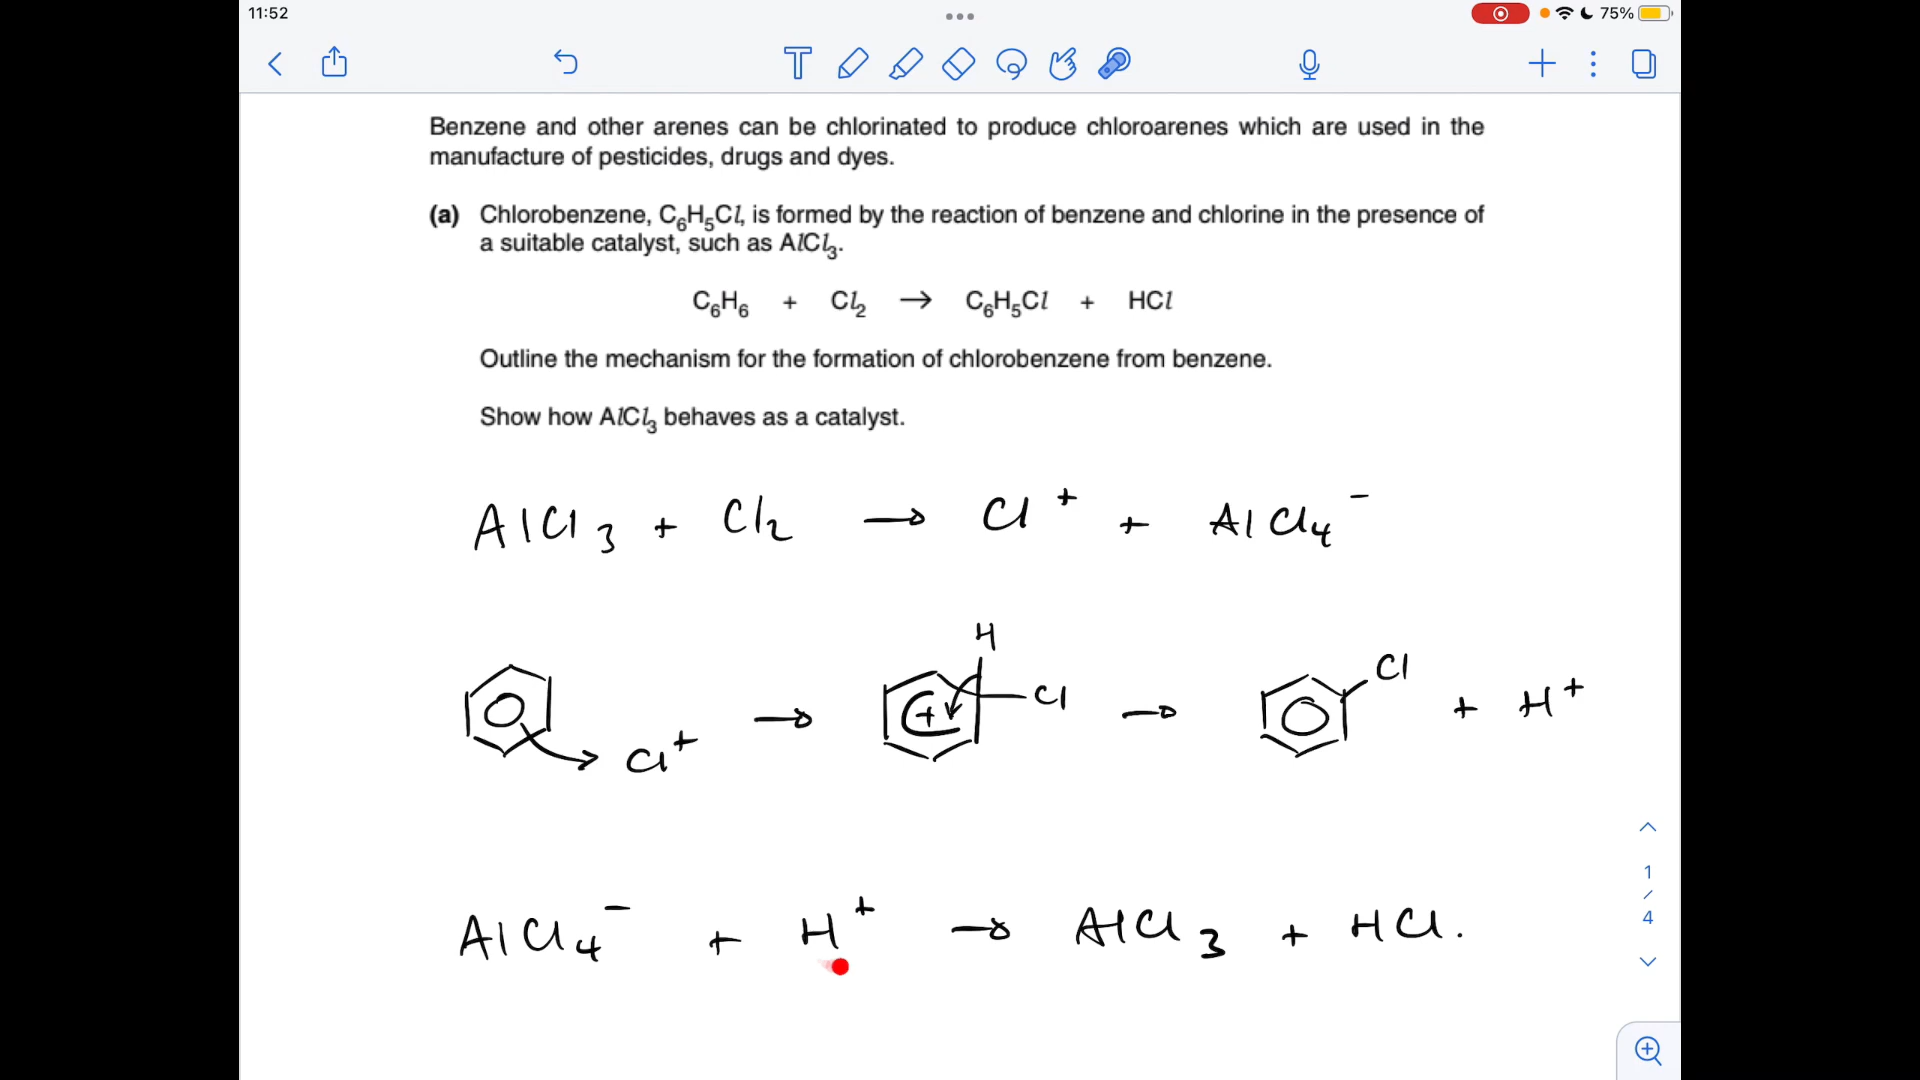 11:52
75%
Benzene and other arenes can be chlorinated to produce chloroarenes which are used in the
manufacture of pesticides, drugs and dyes.
(a) Chlorobenzene, C₆H₅Cl, is formed by the reaction of benzene and chlorine in the presence of
a suitable catalyst, such as AlCl₃.
C₆H₆ + Cl₂ → C₆H₅Cl + HCl
Outline the mechanism for the formation of chlorobenzene from benzene.
Show how AlCl₃ behaves as a catalyst.
AlCl₃ + Cl₂ → Cl⁺ + AlCl₄⁻
H
Cl⁺ → + Cl → Cl + H⁺
AlCl₄⁻ + H⁺ → AlCl₃ + HCl.
1
/
4